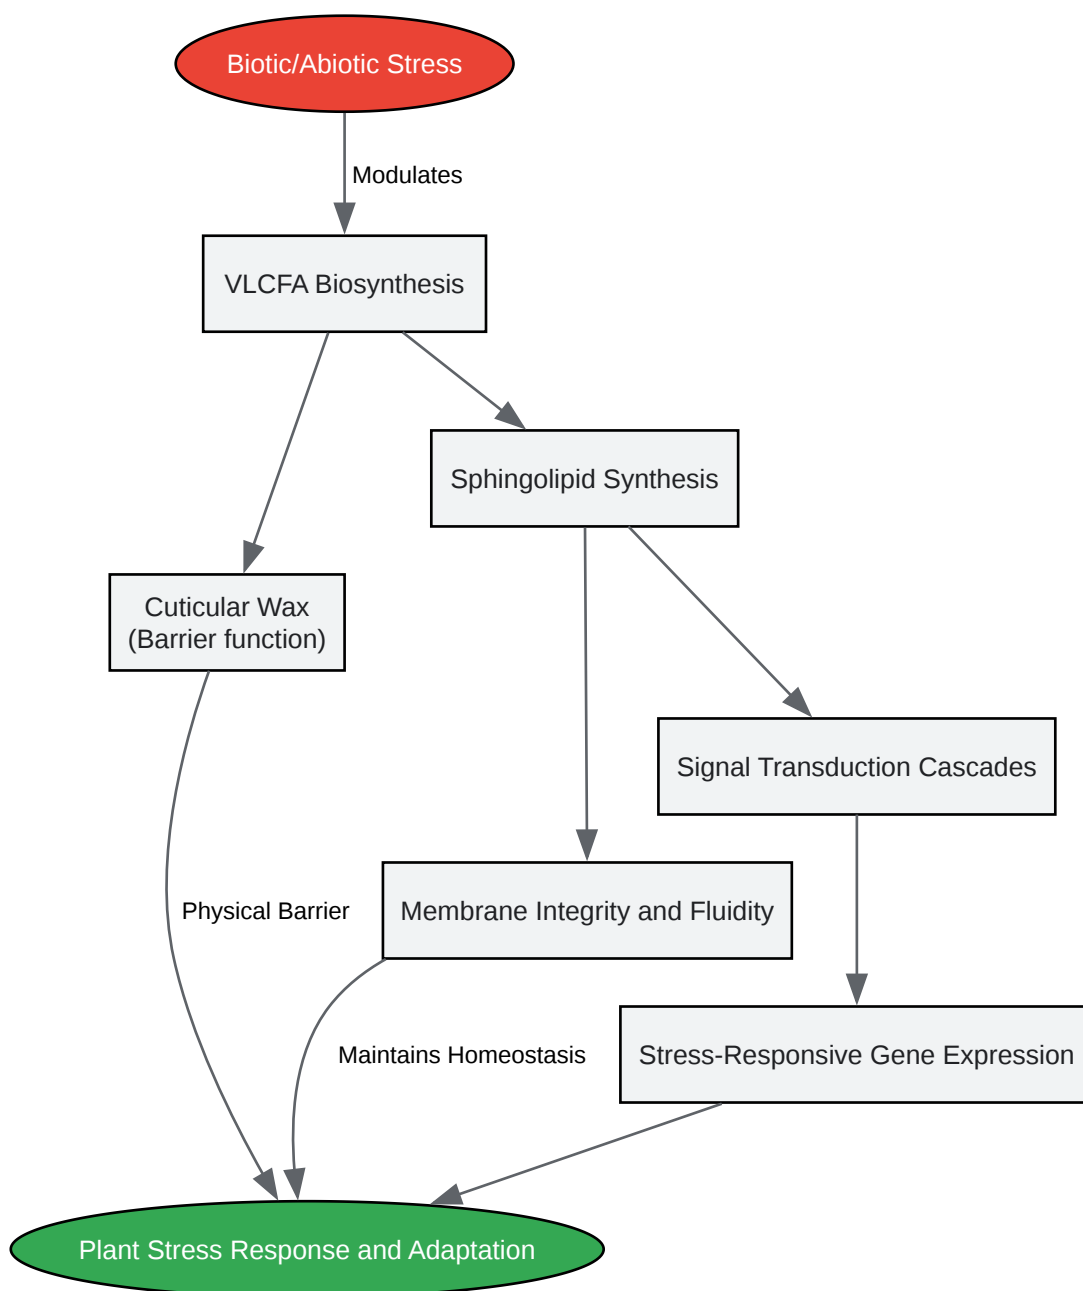 Biotic/Abiotic Stress
Modulates
VLCFA Biosynthesis
Sphingolipid Synthesis
Cuticular Wax
(Barrier function)
Signal Transduction Cascades
Physical Barrier
Membrane Integrity and Fluidity
Maintains Homeostasis
Stress-Responsive Gene Expression
Plant Stress Response and Adaptation